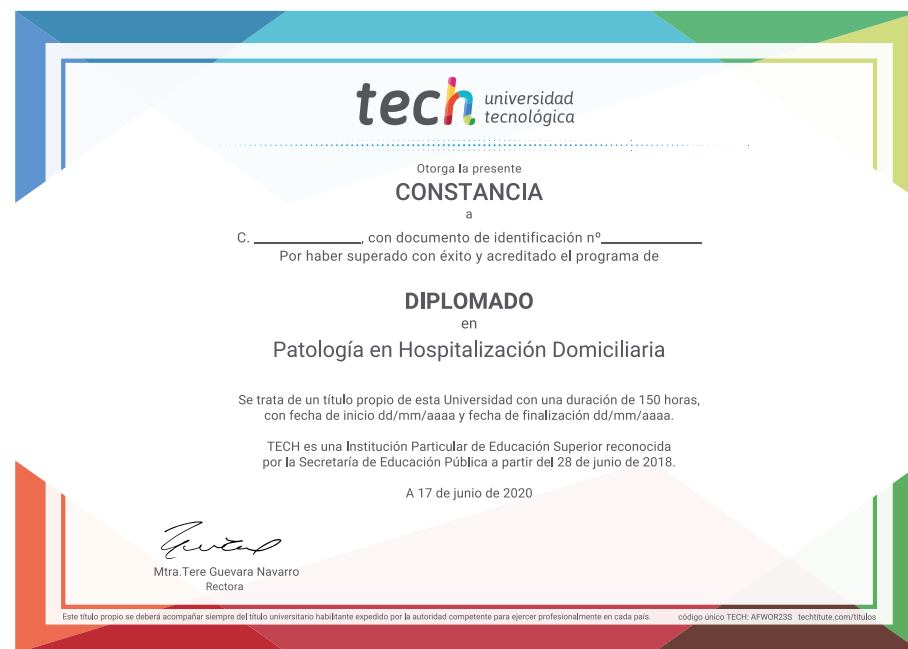 tech universidad
tecnológica
Otorga la presente
CONSTANCIA
a
C. ____________, con documento de identificación nº____________
Por haber superado con éxito y acreditado el programa de
DIPLOMADO
en
Patología en Hospitalización Domiciliaria
Se trata de un título propio de esta Universidad con una duración de 150 horas,
con fecha de inicio dd/mm/aaaa y fecha de finalización dd/mm/aaaa.
TECH es una Institución Particular de Educación Superior reconocida
por la Secretaría de Educación Pública a partir del 28 de junio de 2018.
A 17 de junio de 2020
Mtra.Tere Guevara Navarro
Rectora
Este título propio se deberá acompañar siempre del título universitario habilitante expedido por la autoridad competente para ejercer profesionalmente en cada país. código único TECH: AFWOR23S techtitute.com/titulos